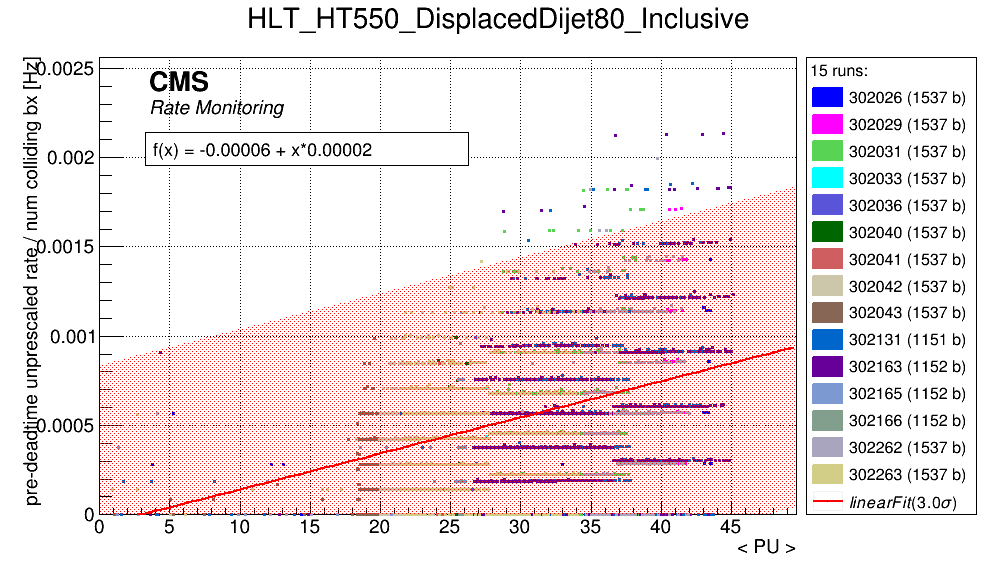 HLT_HT550_DisplacedDijet80_Inclusive
pre-deadtime unprescaled rate / num colliding bx [Hz]
0.0025
0.002
0.0015
0.001
0.0005
0
CMS
Rate Monitoring
f(x) = -0.00006 + x*0.00002
0 5 10 15 20 25 30 35 40 45
< PU >
15 runs:
302026 (1537 b)
302029 (1537 b)
302031 (1537 b)
302033 (1537 b)
302036 (1537 b)
302040 (1537 b)
302041 (1537 b)
302042 (1537 b)
302043 (1537 b)
302131 (1151 b)
302163 (1152 b)
302165 (1152 b)
302166 (1152 b)
302262 (1537 b)
302263 (1537 b)
linearFit(3.0σ)